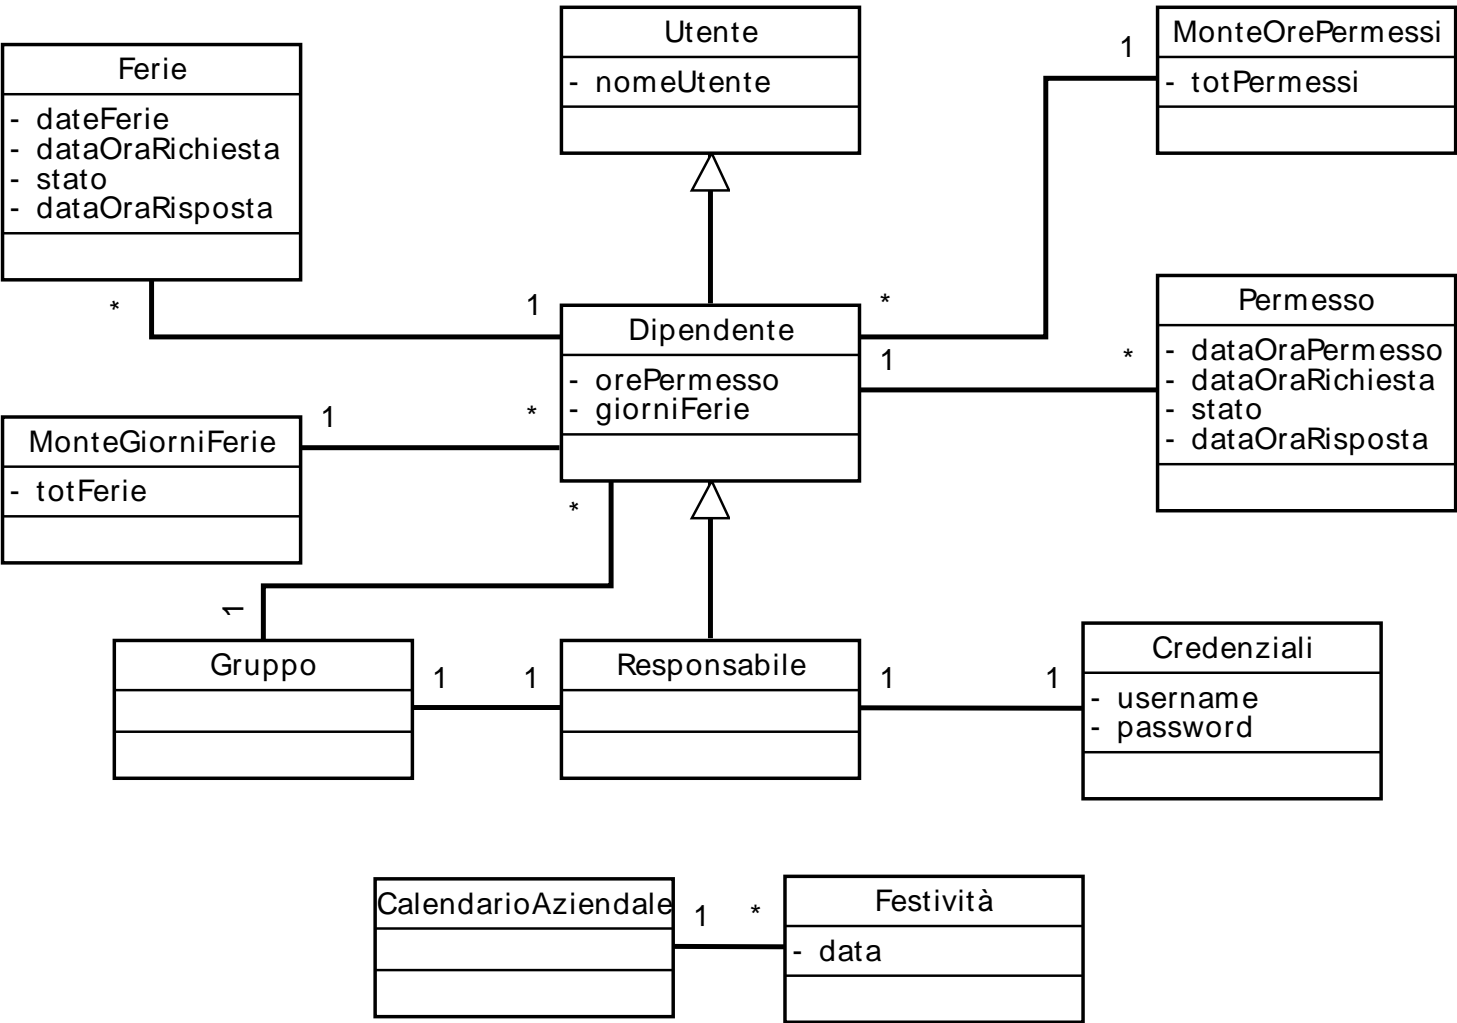 Utente
- nomeUtente
MonteOrePermessi
- totPermessi
1
Ferie
- dateFerie
- dataOraRichiesta
- stato
- dataOraRisposta
*
1
Dipendente
- orePermesso
- giorniFerie
*
1
*
Permesso
- dataOraPermesso
- dataOraRichiesta
- stato
- dataOraRisposta
MonteGiorniFerie
- totFerie
1
*
*
1
Gruppo
1
1
Responsabile
1
1
Credenziali
- username
- password
CalendarioAziendale
1
*
Festività
- data